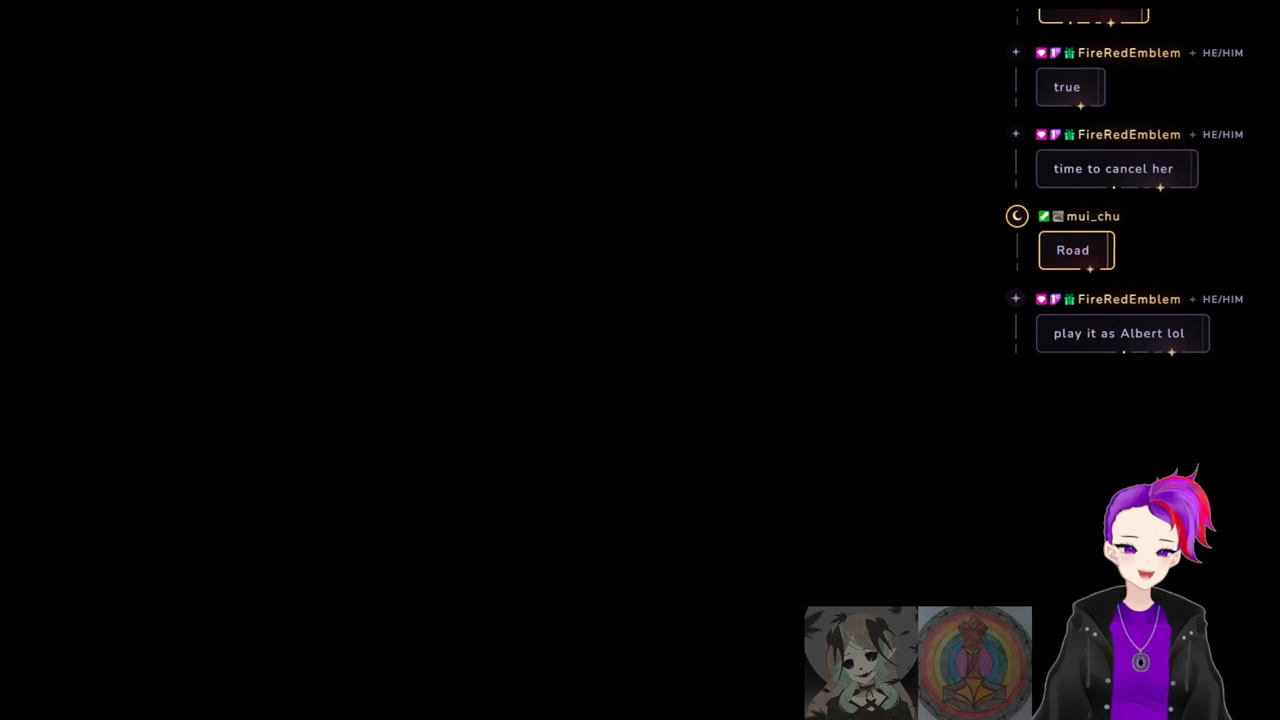 FireRedEmblem HE/HIM
true
FireRedEmblem HE/HIM
time to cancel her
mui_chu
Road
FireRedEmblem HE/HIM
play it as Albert lol